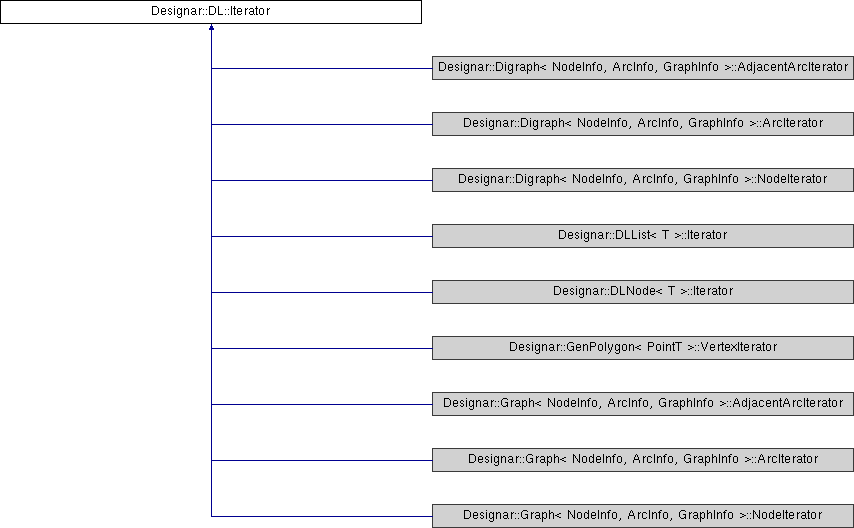 Designar::DL::Iterator
Designar::Digraph< NodeInfo, ArcInfo, GraphInfo >::AdjacentArcIterator
Designar::Digraph< NodeInfo, ArcInfo, GraphInfo >::ArcIterator
Designar::Digraph< NodeInfo, ArcInfo, GraphInfo >::NodeIterator
Designar::DLList< T >::Iterator
Designar::DLNode< T >::Iterator
Designar::GenPolygon< PointT >::VertexIterator
Designar::Graph< NodeInfo, ArcInfo, GraphInfo >::AdjacentArcIterator
Designar::Graph< NodeInfo, ArcInfo, GraphInfo >::ArcIterator
Designar::Graph< NodeInfo, ArcInfo, GraphInfo >::NodeIterator